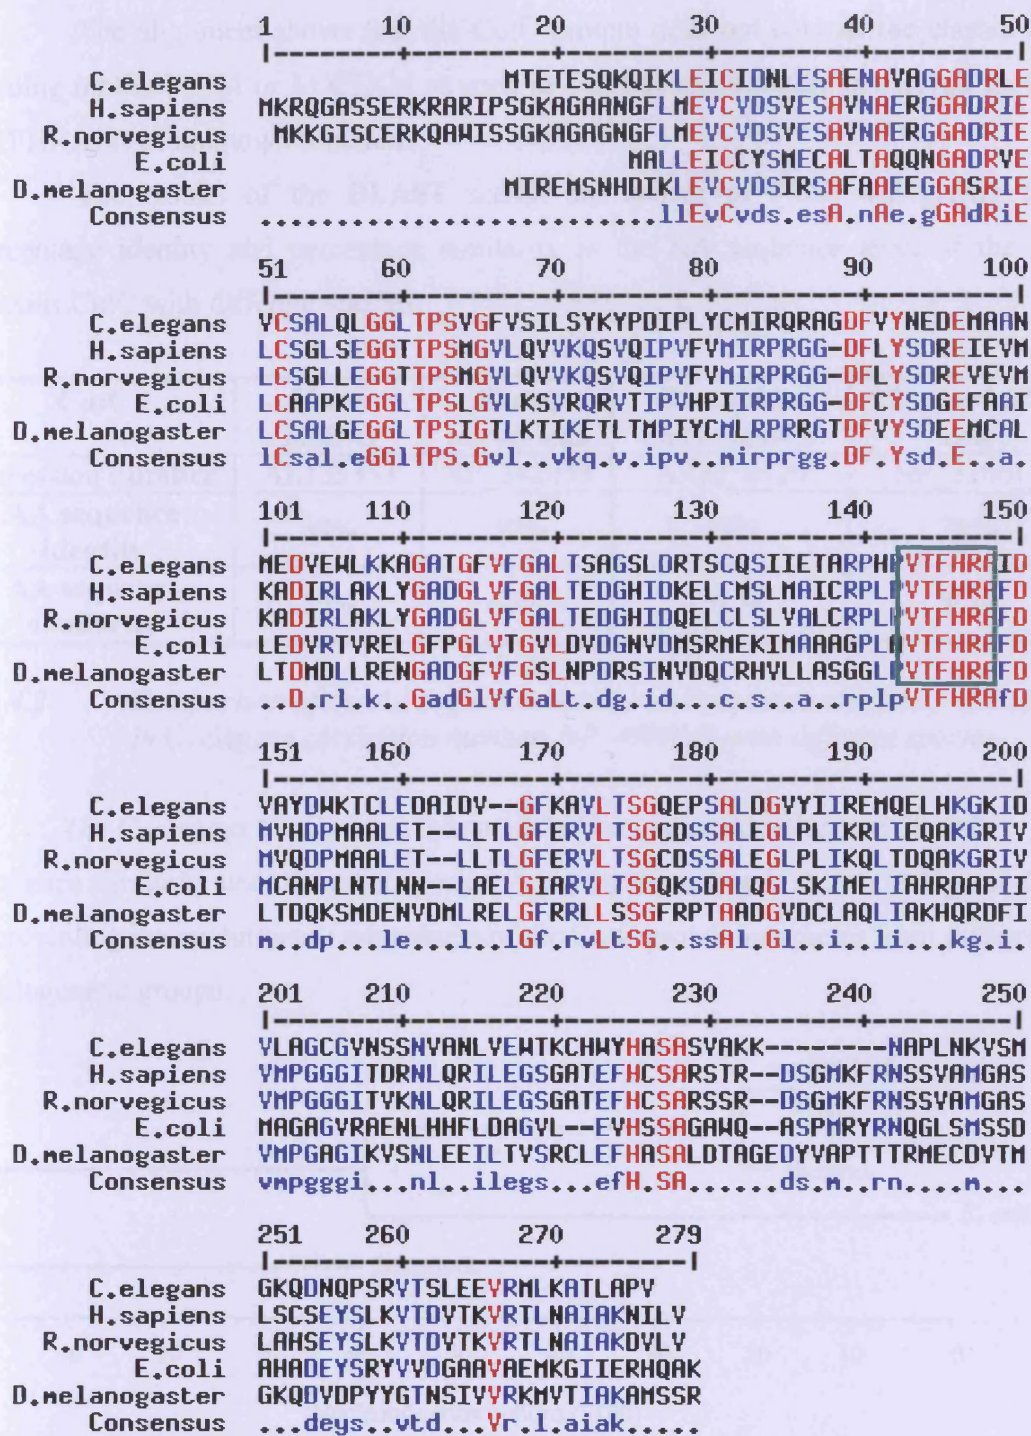 1 10 20 30 40 50
|--------+---------+---------+---------+---------|
C.elegans MTETESQKQIKLEICIDNLESAENAVAGGADRLE
H.sapiens MKRQGASSERKRARIPSGKAGAANGFLMEVCVDSVESAVNAERGGADRIE
R.norvegicus MKKGISCERKQAWISSGKAGAGNGFLMEVCVDSVESAVNAERGGADRIE
E.coli MALLEICCYSMECALTAQQNGADRVE
D.melanogaster MIREMSNHDIKLEVCVDSIRSAFAAEEGGASRIE
Consensus ........................llEvCvds.esA.nAe.gGAdRiE
51 60 70 80 90 100
|--------+---------+---------+---------+---------|
C.elegans VCSALQLGGLTPSVGFVSILSYKYPDIPLYCMIRQRAGDFVYNEDEMAAN
H.sapiens LCSGLSEGGTTPSMGVLQVVKQSVQIPVFVMIRPRGG-DFLYSDREIEVM
R.norvegicus LCSGLLEGGTTPSMGVLQVVKQSVQIPVFVMIRPRGG-DFLYSDREVEVM
E.coli LCAAPKEGGLTPSLGVLKSVRQRVTIPVHPIIRPRGG-DFCYSDGEFAAI
D.melanogaster LCSALGEGGLTPSIGTLKTIKETLTMPIYCMLRPRRGTDFVYSDEEMCAL
Consensus lCsal.eGGlTPS.Gvl..vkq.v.ipv..mirprgg.DF.Ysd.E....
101 110 120 130 140 150
|--------+---------+---------+---------+---------|
C.elegans MEDVEWLKKAGATGFVFGALTSAGSLDRTSCQSIIETARPHPVTFHRAID
H.sapiens KADIRLAKLYGADGLVFGALTEDGHIDKELCMSLMAICRPLPVTFHRAFD
R.norvegicus KADIRLAKLYGADGLVFGALTEDGHIDQELCLSLVALCRPLPVTFHRAFD
E.coli LEDVRTVRELGFPGLVTGVLDVDGNVDMSRMEKIMAAAGPLNVTFHRAFD
D.melanogaster LTDMDLLRENGADGFVFGSLNPDRSINVDQCRHVLLASGGLPVTFHRAFD
Consensus ..D...l.k..GadGlVfGaL..dg.id...c.s..a..rplpVTFHRAfD
151 160 170 180 190 200
|--------+---------+---------+---------+---------|
C.elegans VAYDWKTCLEDAIDV--GFKAVLTSGQEPSALDGVYIIREMQELHKGKID
H.sapiens MVHDPMAALET--LLTLGFERVLTSGCDSSALEGLPLIKRLIEQAKGRIV
R.norvegicus MVQDPMAALET--LLTLGFERVLTSGCDSSALEGLPLIKQLTDQAKGRIV
E.coli MCANPLNTLNN--LAELGIARVLTSGQKSDALQGLSKIMELIAHRDAPII
D.melanogaster LTDQKSMDENVDMLRELGFRRLLSSGFRPTAADGVDCLAQLIAKHQRDFI
Consensus m..dp...le......lGf.rvLtSG..ssAl#Gl..i..l.....kg.i.
201 210 220 230 240 250
|--------+---------+---------+---------+---------|
C.elegans VLAGCGVNSSNVANLVEWTKCHWYHASASVAKK--------NAPLNKVSM
H.sapiens VMPGGGITDRNLQRILEGSGATEFHCSARSTR--DSGMKFRNSSVAMGAS
R.norvegicus VMPGGGITVKNLQRILEGSGATEFHCSARSSR--DSGMKFRNSSVAMGAS
E.coli MAGAGVRAENLHHFLDAGVL--EVHSSAGAWQ--ASPMRYRNQGLSMSSD
D.melanogaster VMPGAGIKVSNLEEILTVSRCLEFHASALDTAGEDYVAPTTTRMECDVTM
Consensus vmpgggi...nl..ilegs...efH.SA.......ds.m..rn....m...
251 260 270 279
|--------+---------+--------|
C.elegans GKQDNQPSRVTSLEEVRMLKATLAPV
H.sapiens LSCSEYSLKVTDVTKVRTLNAIAKNILV
R.norvegicus LAHSEYSLKVTDVTKVRTLNAIAKDVLV
E.coli AHADEYSRYVVDGAAVAEMKGIIERHQAK
D.melanogaster GKQDVDPYYGTNSIVVRKMVTIAKAMSSR
Consensus ...deys..vtd...Vr.l.aiak.....